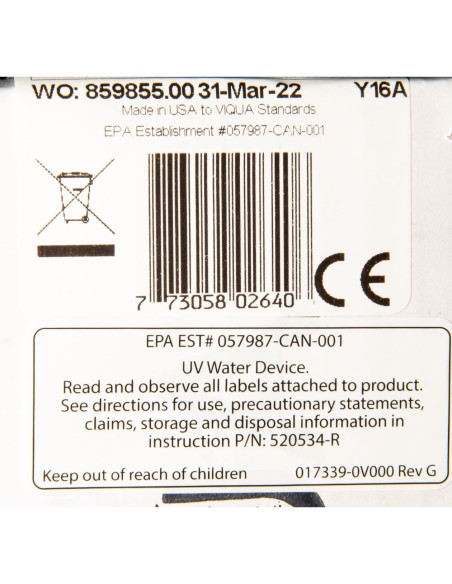 WO: 859855.00 31-Mar-22 Y16A
Made in USA to VIQUA Standards
EPA Establishment #057987-CAN-001
7 73058 02640
CE
EPA EST# 057987-CAN-001
UV Water Device.
Read and observe all labels attached to product.
See directions for use, precautionary statements,
claims, storage and disposal information in
instruction P/N: 520534-R
Keep out of reach of children 017339-0V000 Rev G